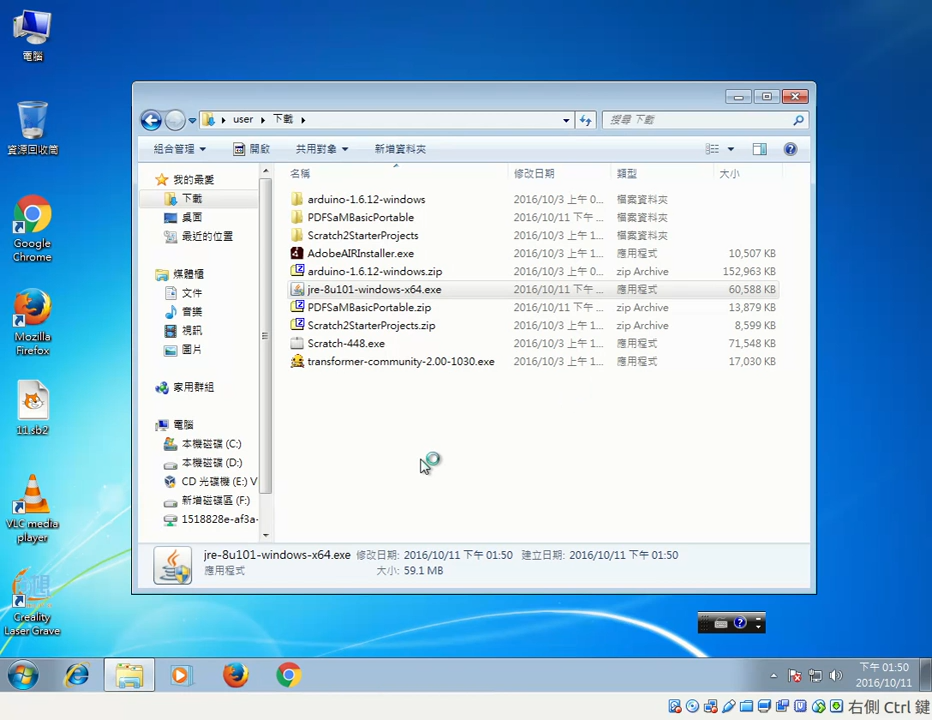 電腦
資源回收筒
Google
Chrome
Mozilla
Firefox
11.sb2
VLC media
player
Creality
Laser Grave
user
下載
搜尋 下載
組合管理
開啟
共用對象
新增資料夾
我的最愛
下載
桌面
最近的位置
媒體櫃
文件
音樂
視訊
圖片
家用群組
電腦
本機磁碟 (C:)
本機磁碟 (D:)
CD 光碟機 (E:) V
新增磁碟區 (F:)
1518828e-af3a-
名稱 修改日期 類型 大小
arduino-1.6.12-windows 2016/10/3 上午 0... 檔案資料夾
PDFSaMBasicPortable 2016/10/11 下午 ... 檔案資料夾
Scratch2StarterProjects 2016/10/3 上午 1... 檔案資料夾
AdobeAIRInstaller.exe 2016/10/3 上午 1... 應用程式 10,507 KB
arduino-1.6.12-windows.zip 2016/10/3 上午 0... zip Archive 152,963 KB
jre-8u101-windows-x64.exe 2016/10/11 下午 ... 應用程式 60,588 KB
PDFSaMBasicPortable.zip 2016/10/11 下午 ... zip Archive 13,879 KB
Scratch2StarterProjects.zip 2016/10/3 上午 1... zip Archive 8,599 KB
Scratch-448.exe 2016/10/3 上午 1... 應用程式 71,548 KB
transformer-community-2.00-1030.exe 2016/10/3 上午 1... 應用程式 17,030 KB
jre-8u101-windows-x64.exe 修改日期: 2016/10/11 下午 01:50 建立日期: 2016/10/11 下午 01:50
應用程式 大小: 59.1 MB
下午 01:50
2016/10/11
右側 Ctrl 鍵